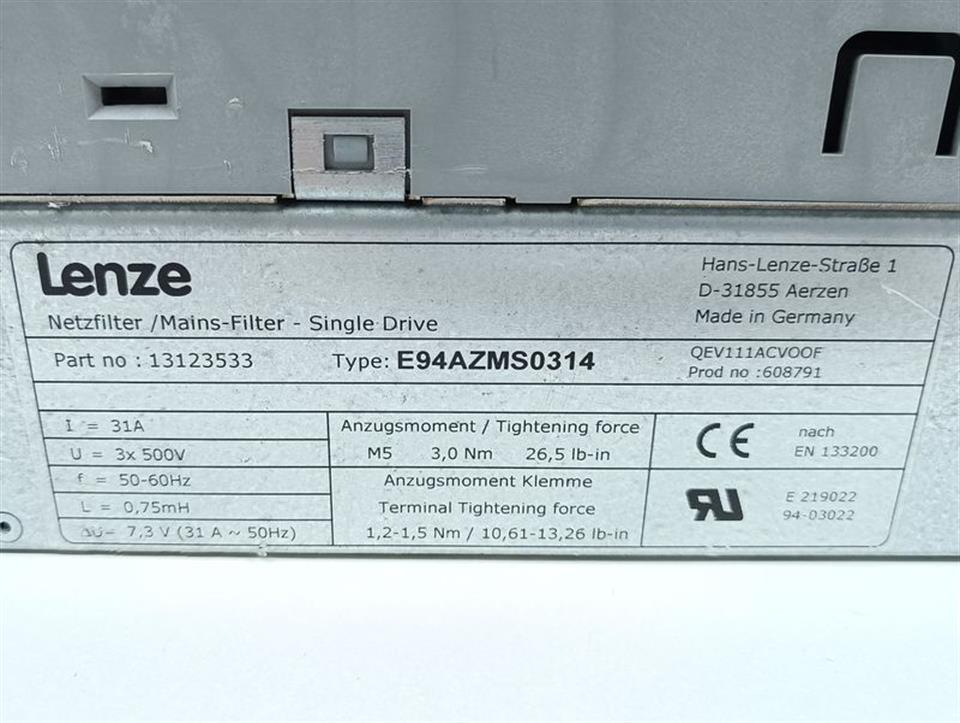 Lenze
Hans-Lenze-Straße 1
D-31855 Aerzen
Made in Germany
Netzfilter /Mains-Filter - Single Drive
Part no : 13123533
Type: E94AZMS0314
QEV111ACVOOF
Prod no :608791
I = 31A
U = 3x 500V
f = 50-60Hz
L = 0,75mH
ΔU= 7,3 V (31 A ~ 50Hz)
Anzugsmoment / Tightening force
M5 3,0 Nm 26,5 lb-in
Anzugsmoment Klemme
Terminal Tightening force
1,2-1,5 Nm / 10,61-13,26 lb-in
CE nach
EN 133200
RU E 219022
94-03022